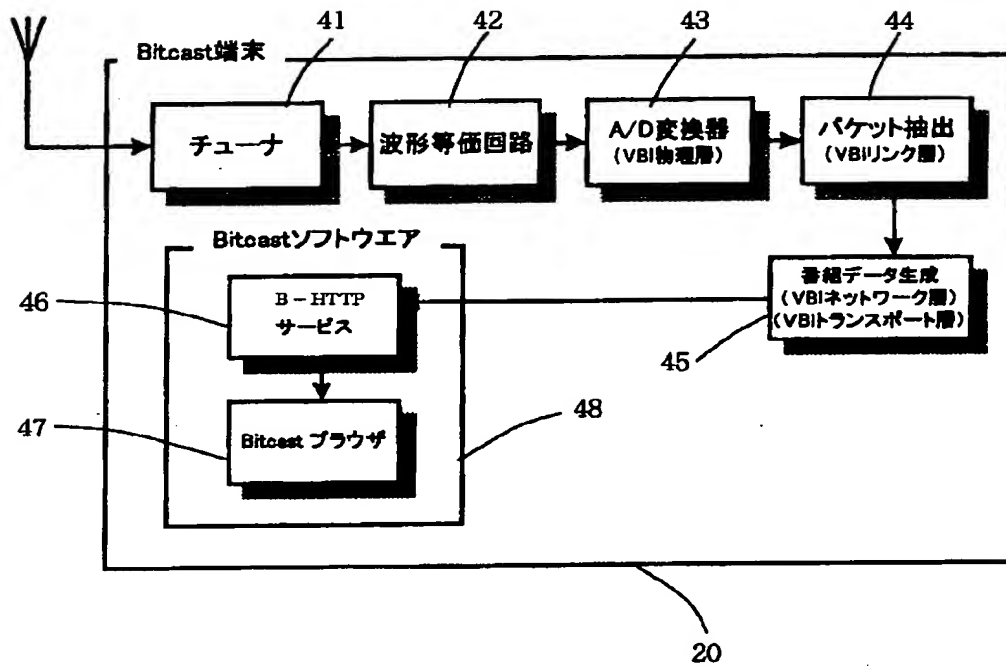 41
42
43
44
Bitcast端末
チューナ
波形等価回路
A/D変換器
(VBI物理層)
パケット抽出
(VBIリンク層)
Bitcastソフトウエア
番組データ生成
(VBIネットワーク層)
(VBIトランスポート層)
46
B-HTTP
サービス
45
47
Bitcast ブラウザ
48
20